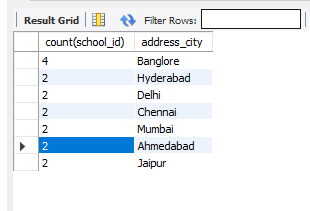 Result Grid Filter Rows:
count(school_id) address_city
4 Banglore
2 Hyderabad
2 Delhi
2 Chennai
2 Mumbai
2 Ahmedabad
2 Jaipur